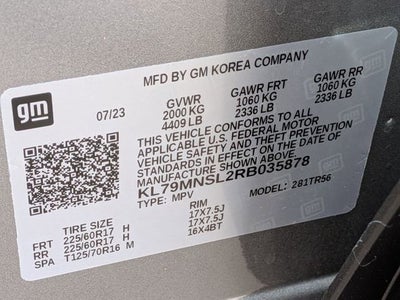 gm
MFD BY GM KOREA COMPANY
07/23
GVWR GAWR FRT GAWR RR
2000 KG 1060 KG 1060 KG
4409 LB 2336 LB 2336 LB
THIS VEHICLE CONFORMS TO ALL
APPLICABLE U.S. FEDERAL MOTOR
VEHICLE SAFETY AND THEFT PREVENTION
STANDARDS IN EFFECT ON THE DATE OF
MANUFACTURE SHOWN ABOVE.
KL79MNSL2RB035878
TYPE: MPV MODEL: 281TR56
TIRE SIZE RIM
FRT 225/60R17 H 17X7.5J
RR 225/60R17 H 17X7.5J
SPA T125/70R16 M 16X4BT